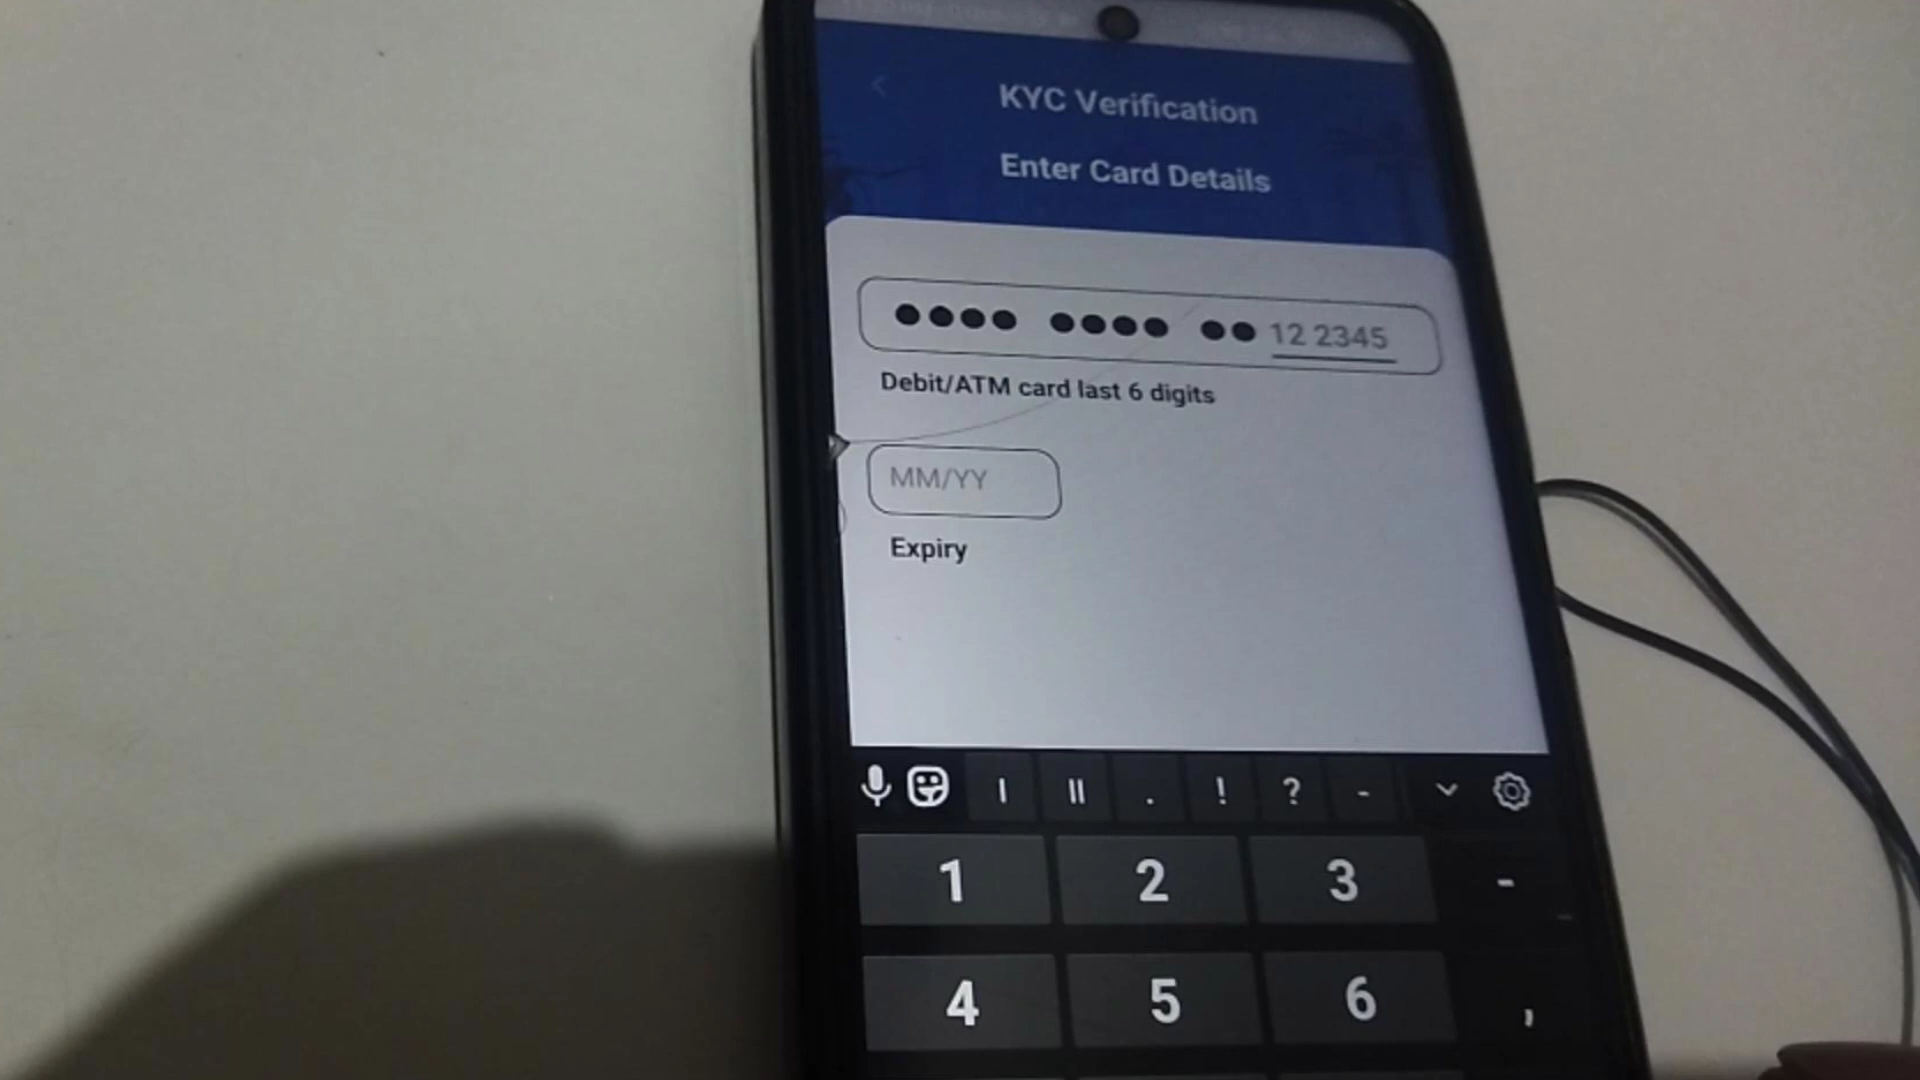 KYC Verification
Enter Card Details
●●●● ●●●● ●●12 2345
Debit/ATM card last 6 digits
MM/YY
Expiry
| || . ! ? -
1 2 3 -
4 5 6 ,